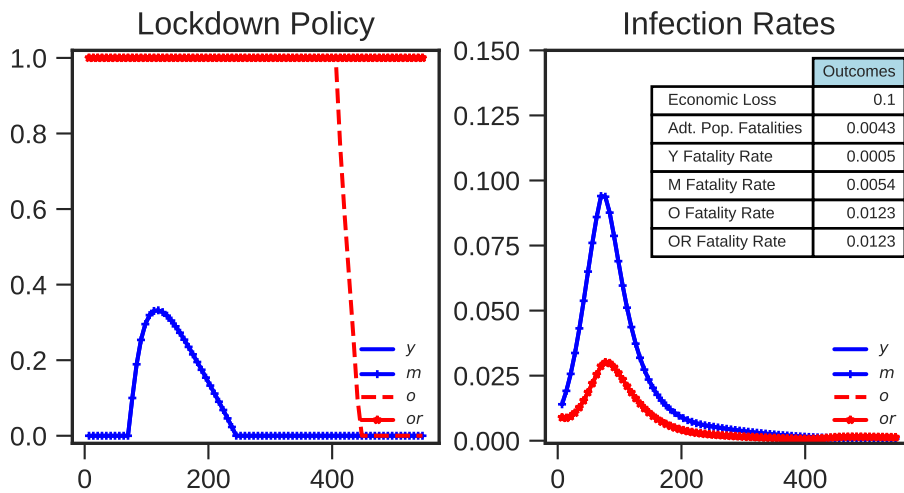 Lockdown Policy
1.0
0.8
0.6
0.4
0.2
0.0
0
200
400
y
m
o
or
Infection Rates
0.150
0.125
0.100
0.075
0.050
0.025
0.000
0
200
400
Outcomes
Economic Loss 0.1
Adt. Pop. Fatalities 0.0043
Y Fatality Rate 0.0005
M Fatality Rate 0.0054
O Fatality Rate 0.0123
OR Fatality Rate 0.0123
y
m
o
or